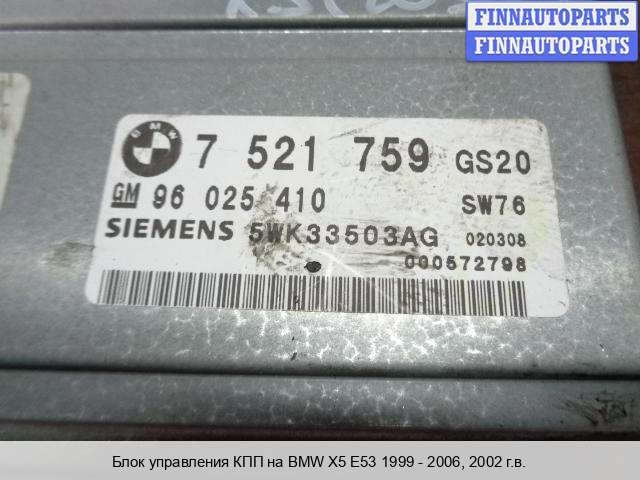 FINNAUTOPARTS
FINNAUTOPARTS
BMW 7 521 759 GS20
GM 96 025 410 SW76
SIEMENS 5WK33503AG 020308
000572798
Блок управления КПП на BMW X5 E53 1999 - 2006, 2002 г.в.